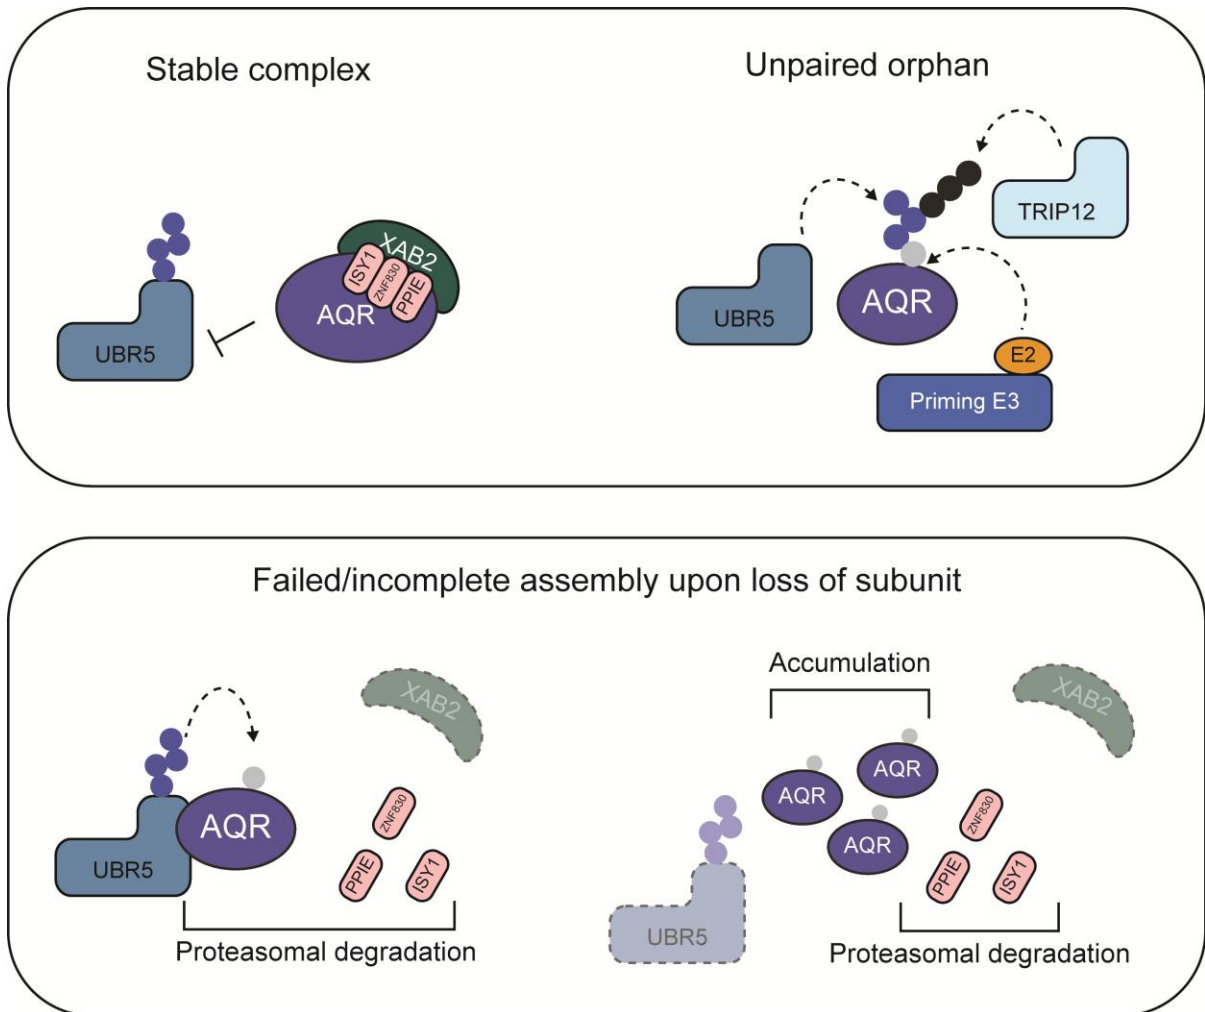 Stable complex
Unpaired orphan
XAB2
ISY1
ZNF830
PPIE
AQR
UBR5
TRIP12
UBR5
AQR
E2
Priming E3
Failed/incomplete assembly upon loss of subunit
Accumulation
XAB2
XAB2
AQR
AQR
AQR
AQR
ZNF830
ZNF830
UBR5
PPIE
ISY1
PPIE
ISY1
UBR5
Proteasomal degradation
Proteasomal degradation